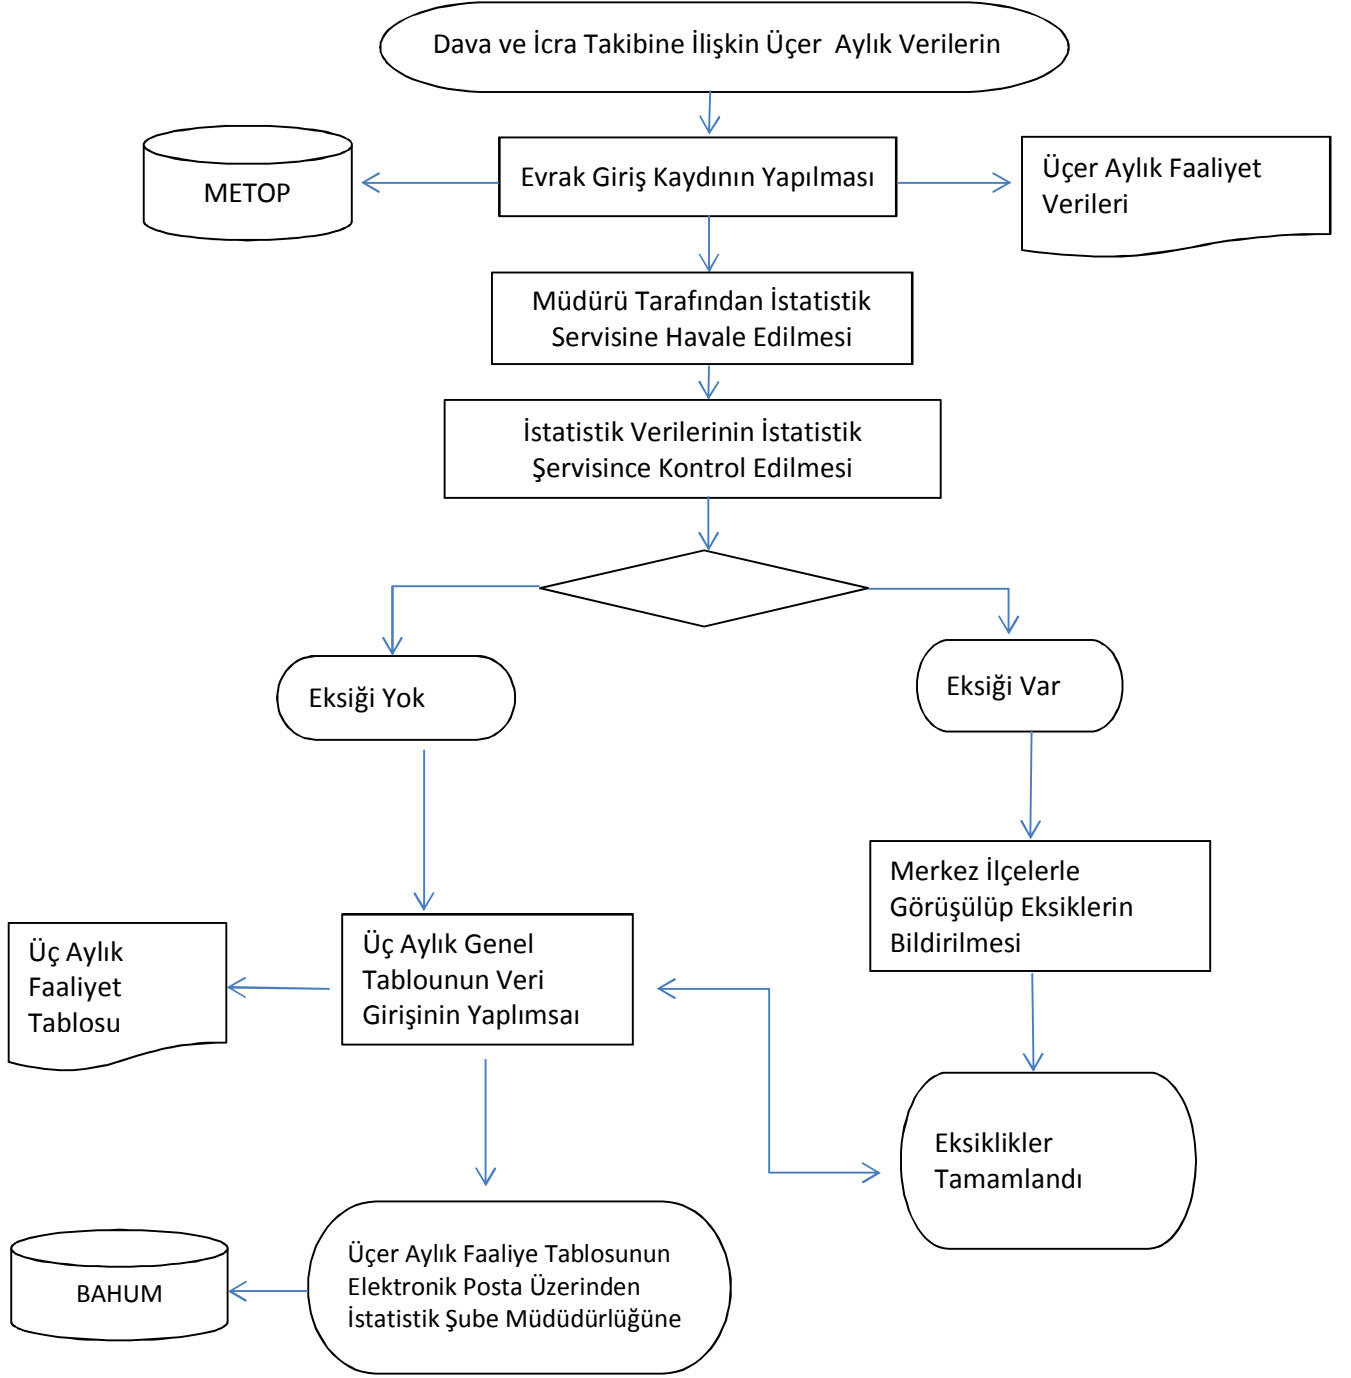 Dava ve İcra Takibine İlişkin Üçer  Aylık Verilerin
METOP
Evrak Giriş Kaydının Yapılması
Üçer Aylık Faaliyet
Verileri
Müdürü Tarafından İstatistik
Servisine Havale Edilmesi
İstatistik Verilerinin İstatistik
Şervisince Kontrol Edilmesi
Eksiği Yok
Eksiği Var
Merkez İlçelerle
Görüşülüp Eksiklerin
Bildirilmesi
Üç Aylık
Faaliyet
Tablosu
Üç Aylık Genel
Tablounun Veri
Girişinin Yaplımsaı
Eksiklikler
Tamamlandı
BAHUM
Üçer Aylık Faaliye Tablosunun
Elektronik Posta Üzerinden
İstatistik Şube Müdüdürlüğüne